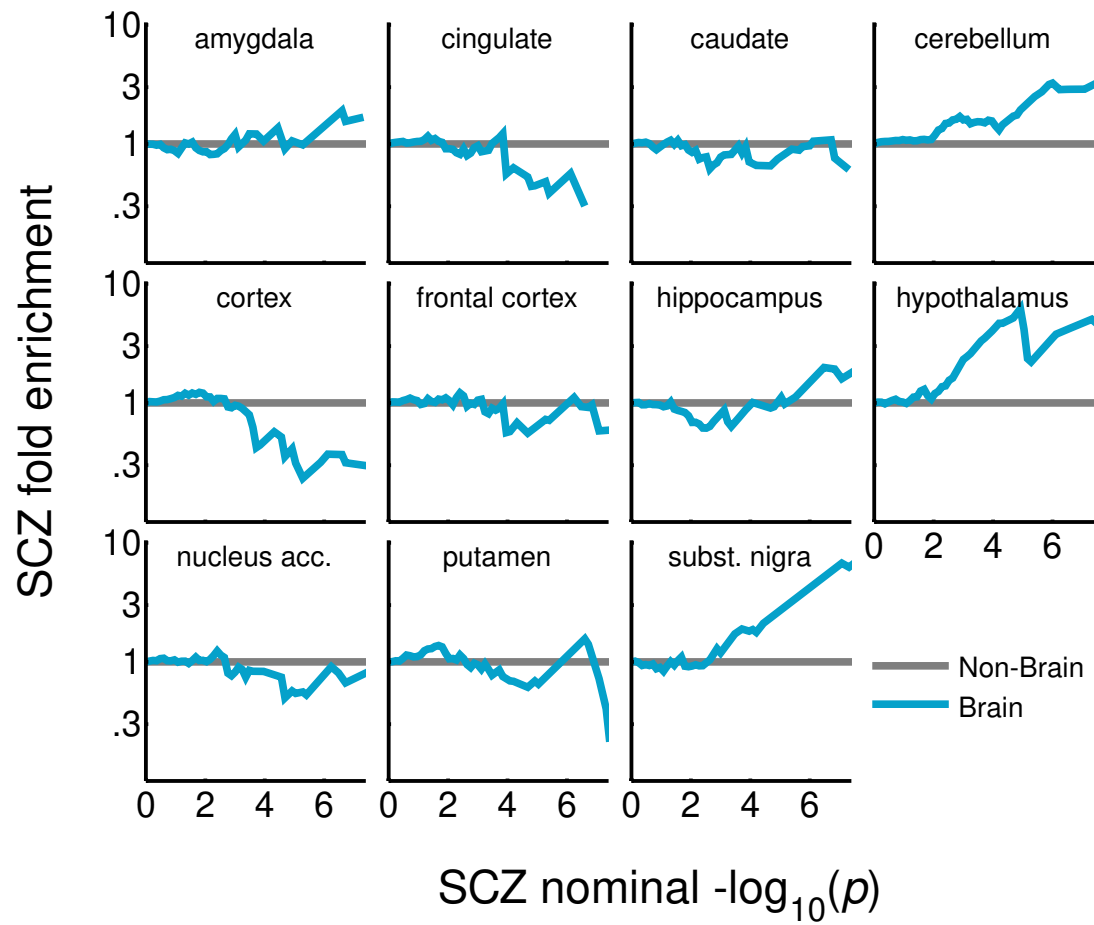 SCZ fold enrichment
10 3 1 .3
amygdala cingulate caudate cerebellum
10 3 1 .3
cortex frontal cortex hippocampus hypothalamus
0 2 4 6
10 3 1 .3
nucleus acc. putamen subst. nigra
Non-Brain
Brain
0 2 4 6 0 2 4 6 0 2 4 6
SCZ nominal -log10(p)